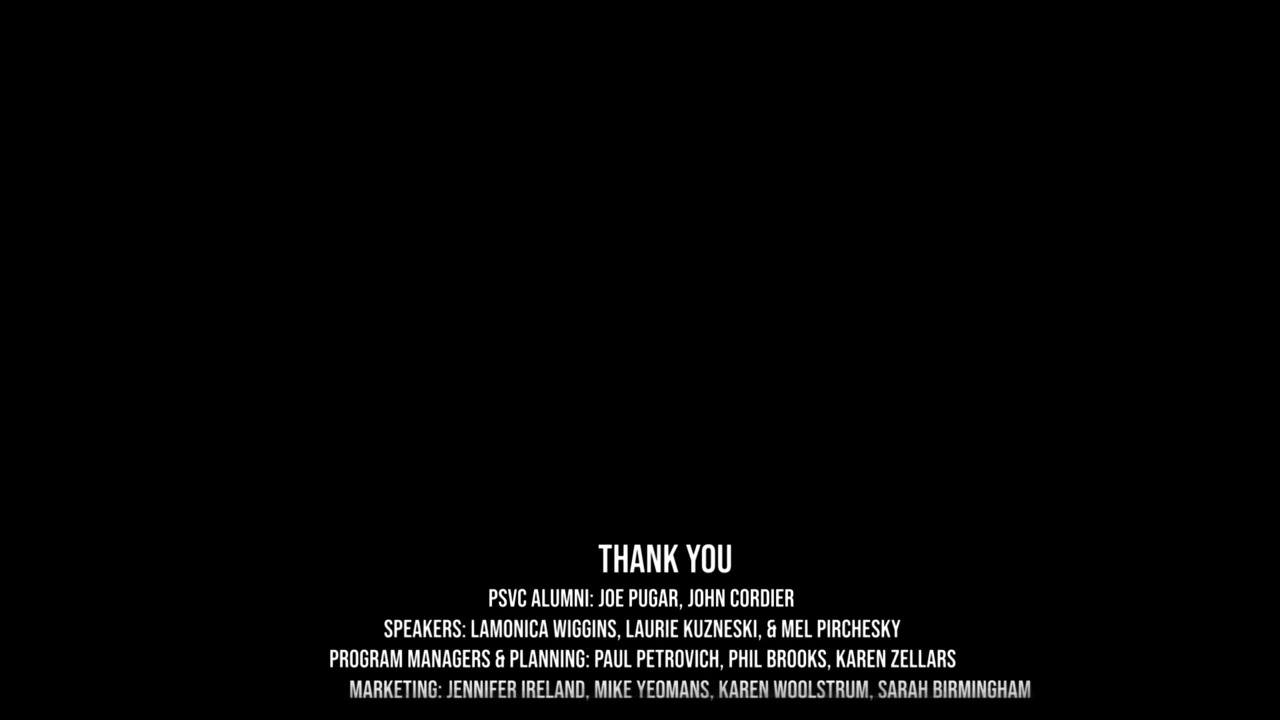 THANK YOU
PSVC ALUMNI: JOE PUGAR, JOHN CORDIER
SPEAKERS: LAMONICA WIGGINS, LAURIE KUZNESKI, & MEL PIRCHESKY
PROGRAM MANAGERS & PLANNING: PAUL PETROVICH, PHIL BROOKS, KAREN ZELLARS
MARKETING: JENNIFER IRELAND, MIKE YEOMANS, KAREN WOOLSTRUM, SARAH BIRMINGHAM